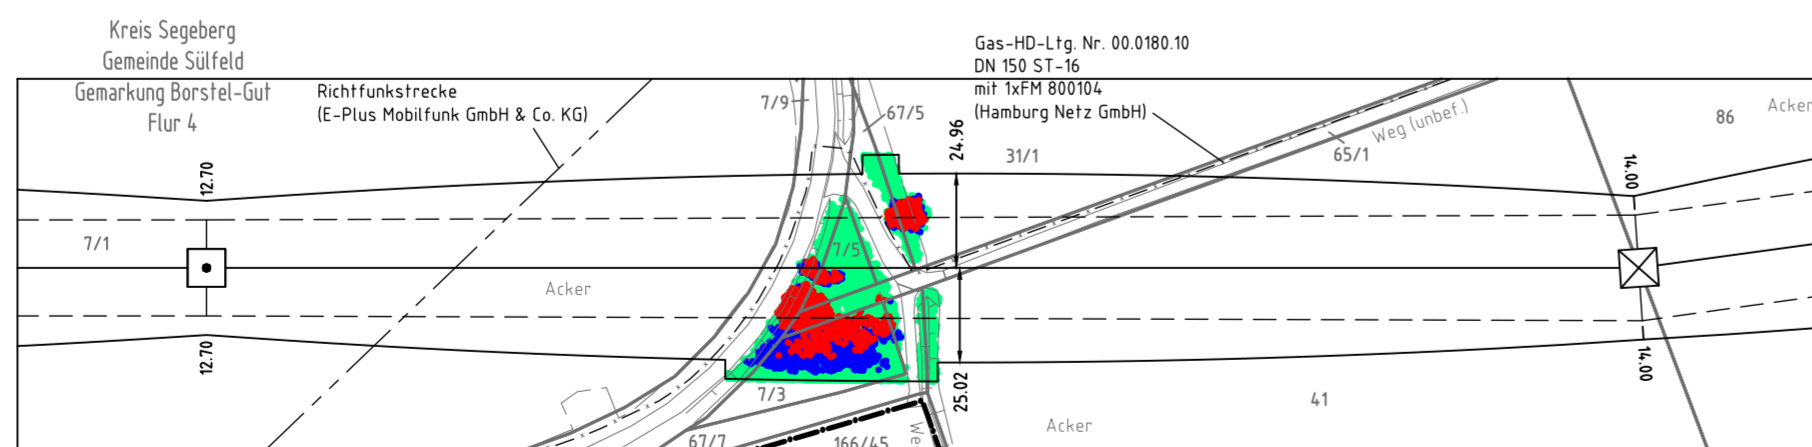 Kreis Segeberg
Gemeinde Sülfeld
Gemarkung Borstel-Gut
Flur 4
Richtfunkstrecke
(E-Plus Mobilfunk GmbH & Co. KG)
Gas-HD-Ltg. Nr. 00.0180.10
DN 150 ST-16
mit 1xFM 800104
(Hamburg Netz GmbH)
7/9
67/5
24.96
31/1
65/1
Weg (unbef.)
86
Acker
12.70
14.00
7/1
7/5
Acker
12.70
25.02
14.00
7/3
41
Acker
67/7
166/45